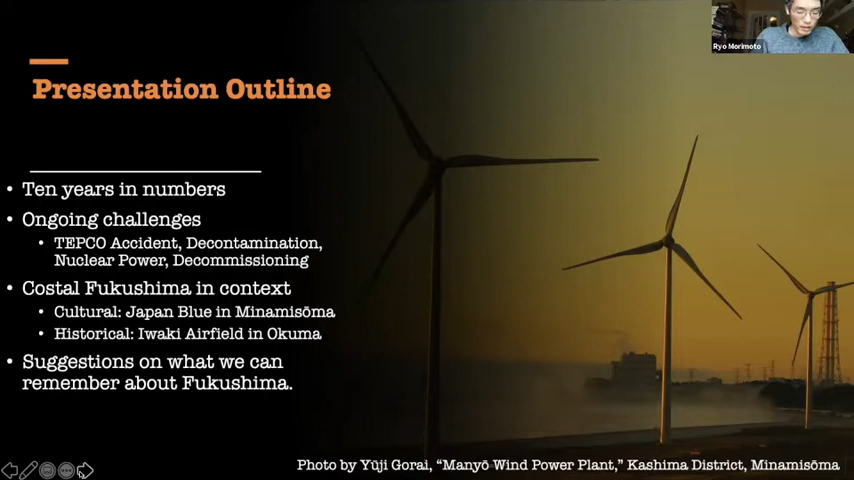 Ryo Morimoto
Presentation Outline
• Ten years in numbers
• Ongoing challenges
• TEPCO Accident, Decontamination,
Nuclear Power, Decommissioning
• Costal Fukushima in context
• Cultural: Japan Blue in Minamisōma
• Historical: Iwaki Airfield in Okuma
• Suggestions on what we can
remember about Fukushima.
Photo by Yūji Gorai, “Manyō Wind Power Plant,” Kashima District, Minamisōma